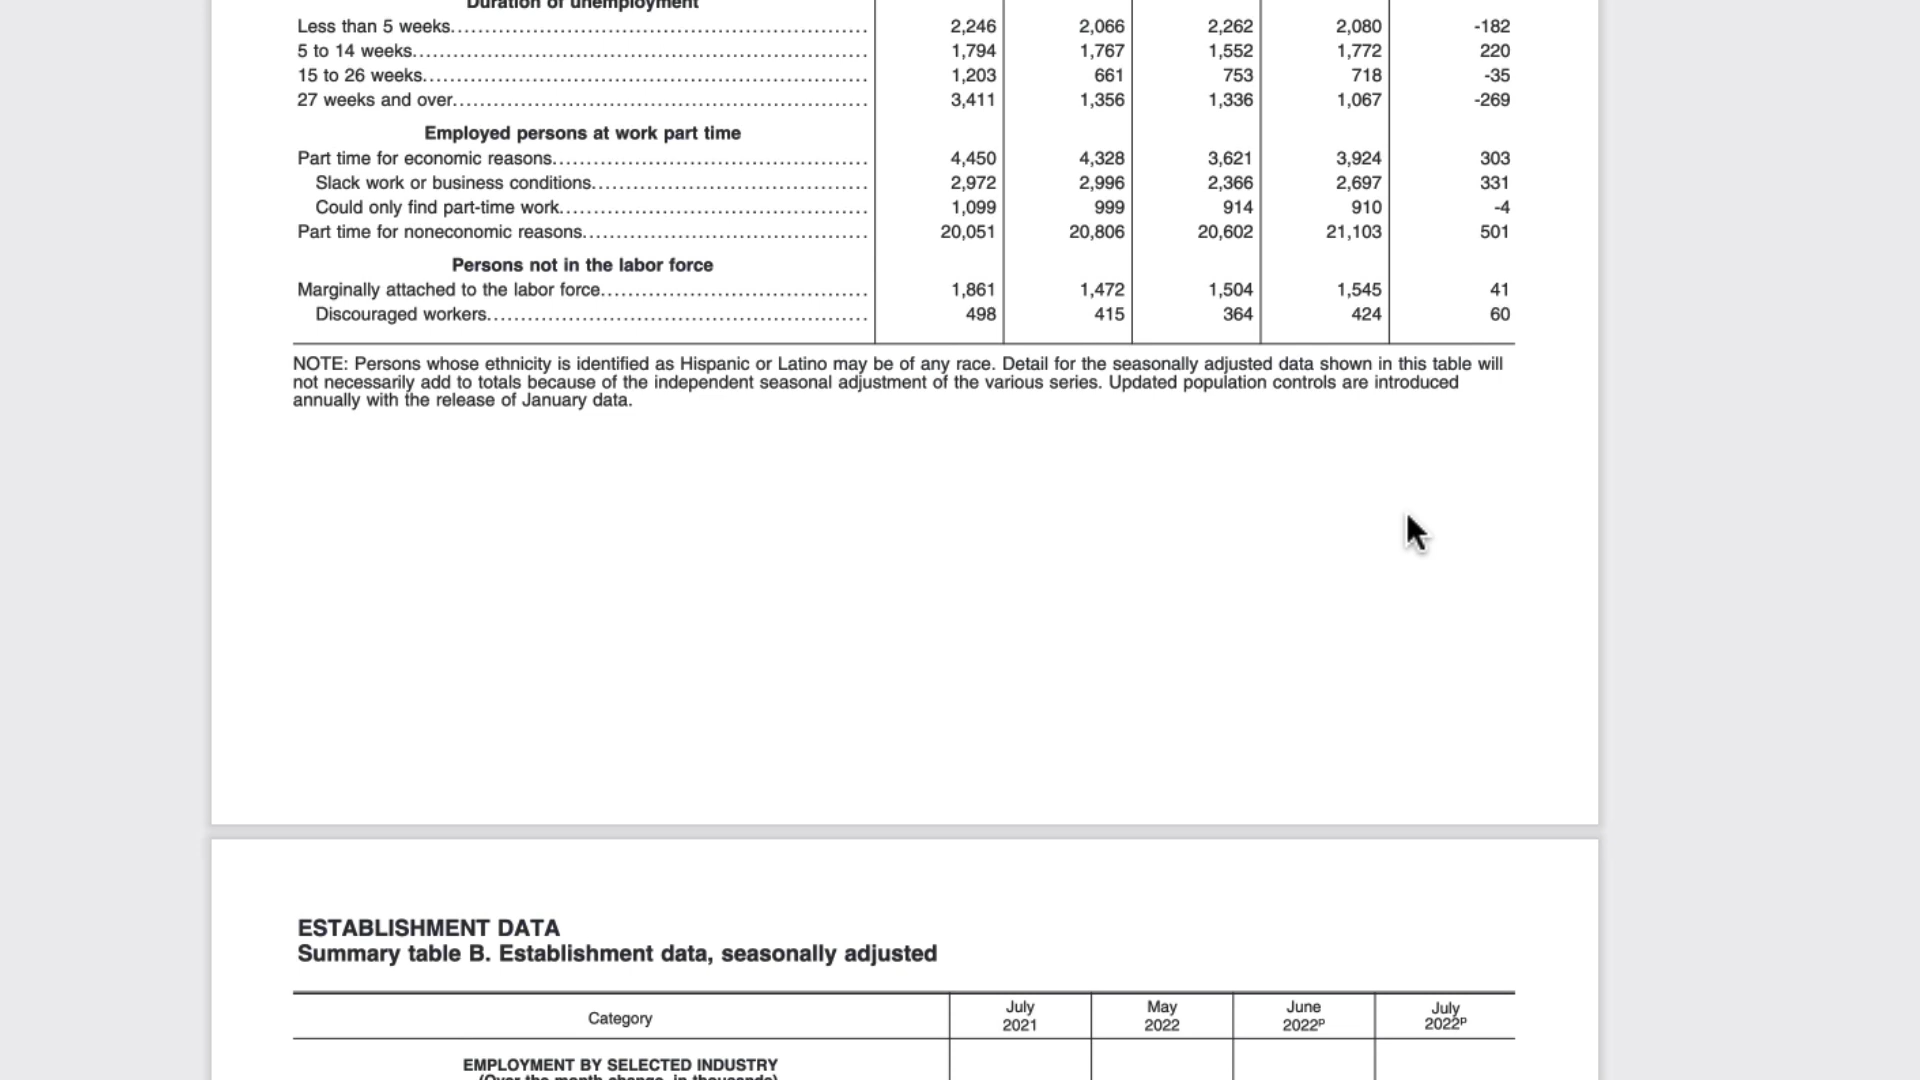 Duration of unemployment
Less than 5 weeks........ 2,246 2,066 2,262 2,080 -182
5 to 14 weeks........ 1,794 1,767 1,552 1,772 220
15 to 26 weeks........ 1,203 661 753 718 -35
27 weeks and over........ 3,411 1,356 1,336 1,067 -269
Employed persons at work part time
Part time for economic reasons........ 4,450 4,328 3,621 3,924 303
Slack work or business conditions........ 2,972 2,996 2,366 2,697 331
Could only find part-time work........ 1,099 999 914 910 -4
Part time for noneconomic reasons........ 20,051 20,806 20,602 21,103 501
Persons not in the labor force
Marginally attached to the labor force........ 1,861 1,472 1,504 1,545 41
Discouraged workers........ 498 415 364 424 60
NOTE: Persons whose ethnicity is identified as Hispanic or Latino may be of any race. Detail for the seasonally adjusted data shown in this table will
not necessarily add to totals because of the independent seasonal adjustment of the various series. Updated population controls are introduced
annually with the release of January data.
ESTABLISHMENT DATA
Summary table B. Establishment data, seasonally adjusted
Category July 2021 May 2022 June 2022ᵖ July 2022ᵖ
EMPLOYMENT BY SELECTED INDUSTRY
(Over-the-month change, in thousands)